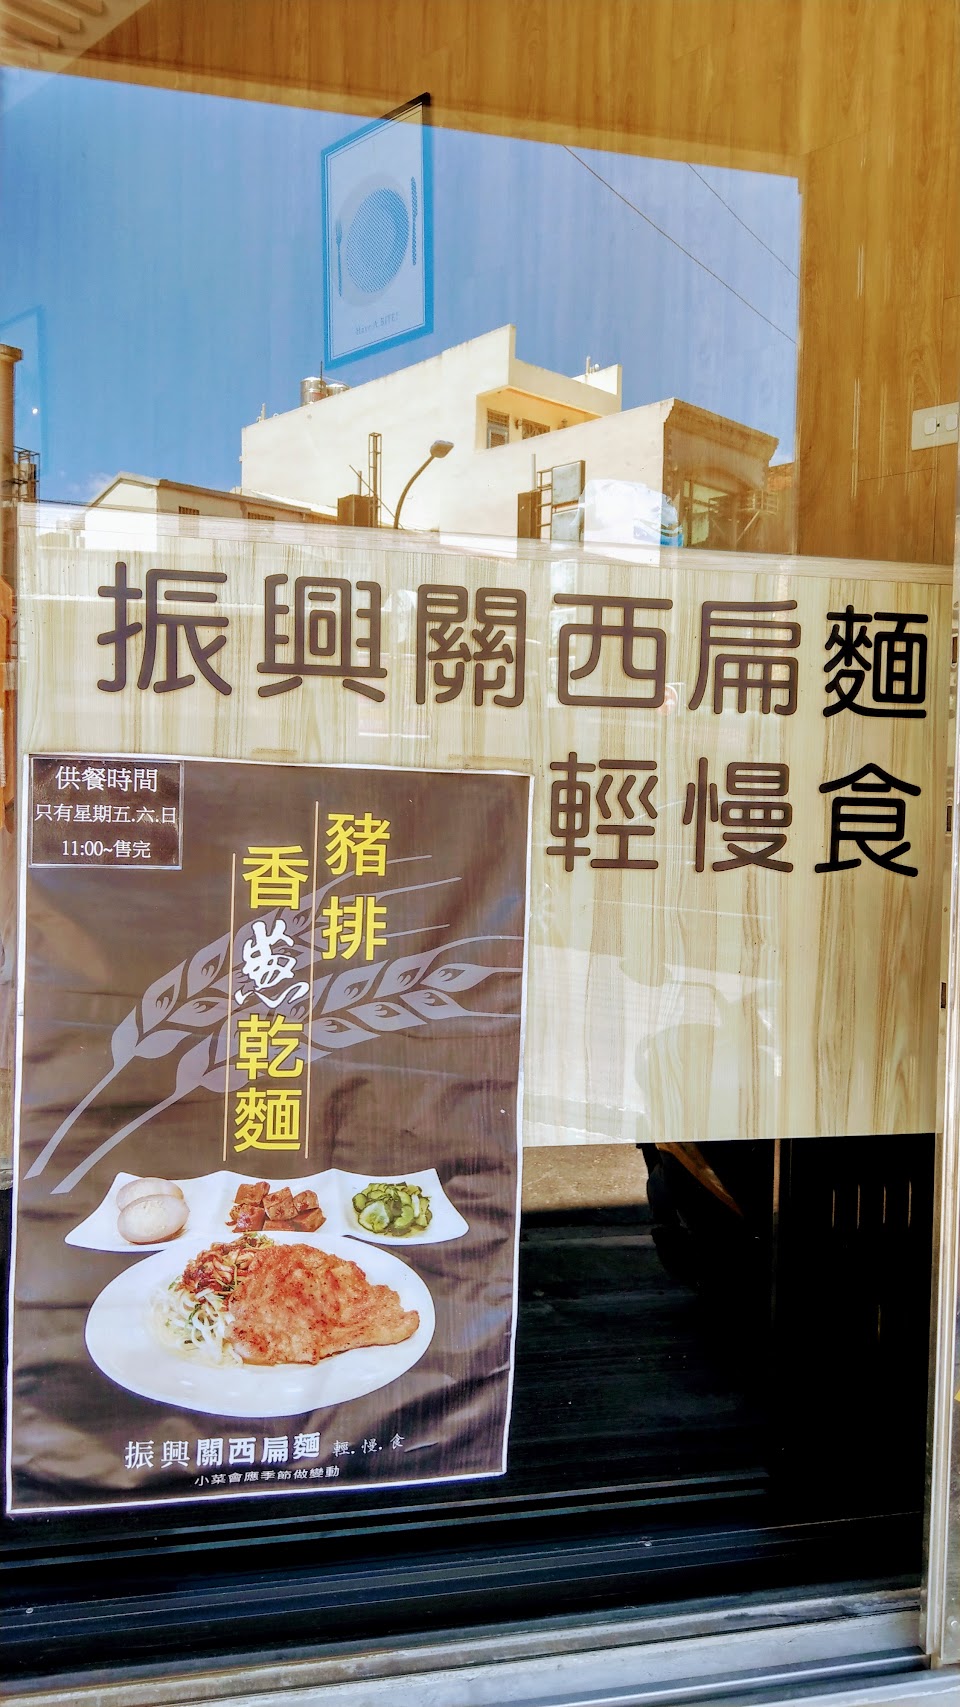 Have A BITE!
振興關西扁麵
輕慢食
供餐時間
只有星期五.六.日
11:00~售完
豬排
香蔥乾麵
振興關西扁麵 輕.慢.食
小菜會應季節做變動